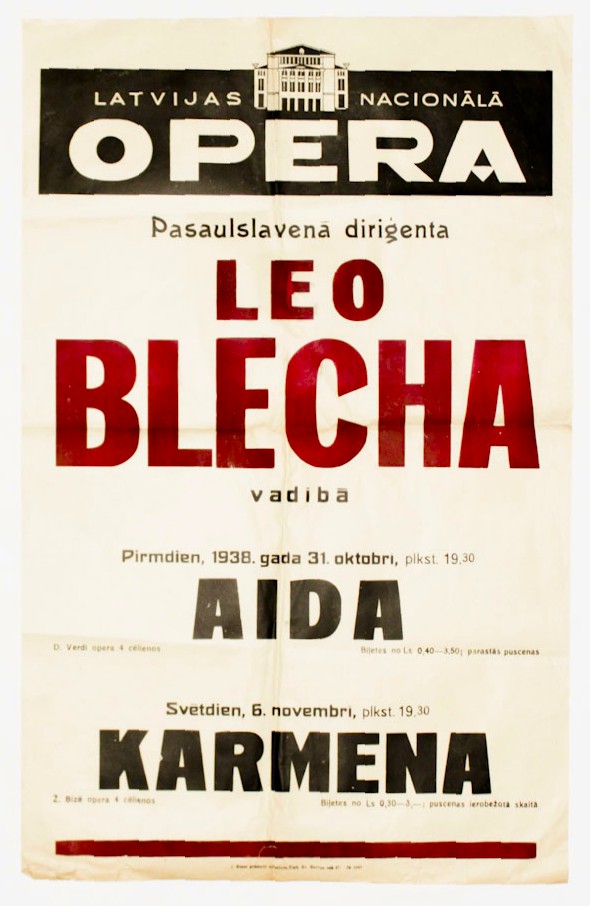 LATVIJAS NACIONĀLĀ
OPERA
Pasaulslavenā diriģenta
LEO
BLECHA
vadībā
Pirmdien, 1938. gada 31. oktobri, plkst. 19.30
AIDA
D. Verdi opera 4 cēlienos Biļetes no Ls 0,40—3,50; parastās puscenas
Svētdien, 6. novembri, plkst. 19.30
KARMENA
Ž. Bizē opera 4 cēlienos Biļetes no Ls 0,30—3,—; puscenas ierobežotā skaitā